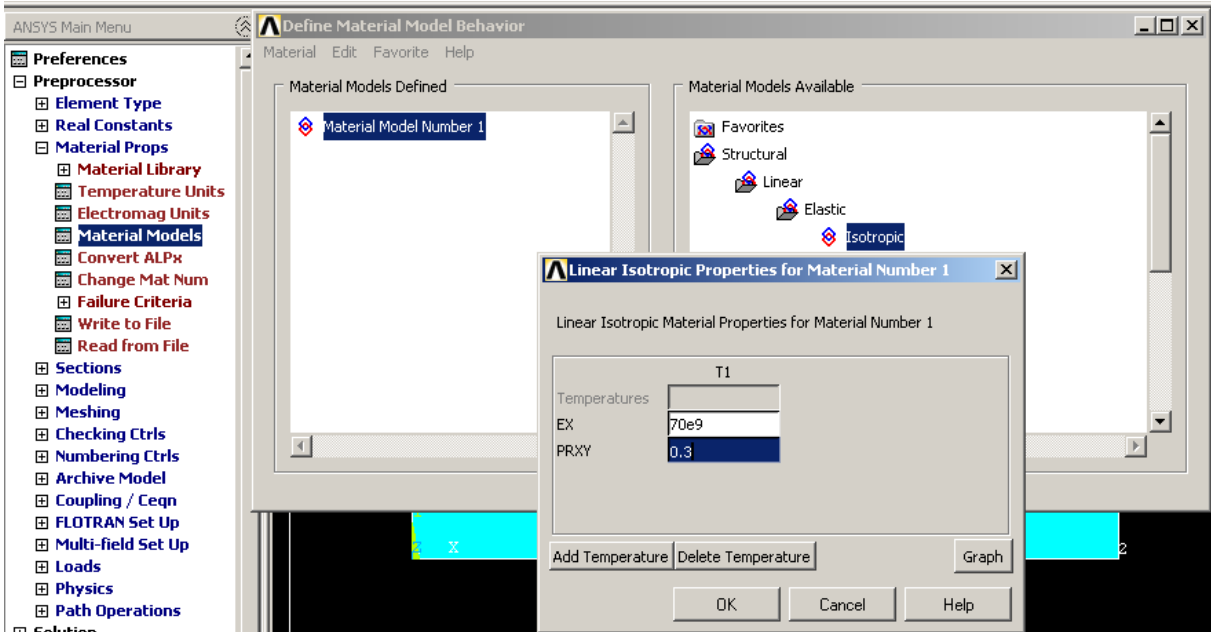 ANSYS Main Menu
Preferences
Preprocessor
Element Type
Real Constants
Material Props
Material Library
Temperature Units
Electromag Units
Material Models
Convert ALPx
Change Mat Num
Failure Criteria
Write to File
Read from File
Sections
Modeling
Meshing
Checking Ctrls
Numbering Ctrls
Archive Model
Coupling / Ceqn
FLOTRAN Set Up
Multi-field Set Up
Loads
Physics
Path Operations
Solution
Define Material Model Behavior
Material Edit Favorite Help
Material Models Defined
Material Model Number 1
Material Models Available
Favorites
Structural
Linear
Elastic
Isotropic
Linear Isotropic Properties for Material Number 1
Linear Isotropic Material Properties for Material Number 1
T1
Temperatures
EX 70e9
PRXY 0.3
Add Temperature Delete Temperature Graph
OK Cancel Help
Z X 2